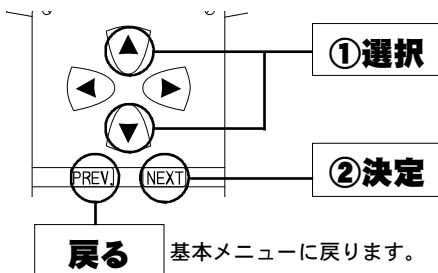 ①選択
②決定
PREV.
NEXT
戻る
基本メニューに戻ります。